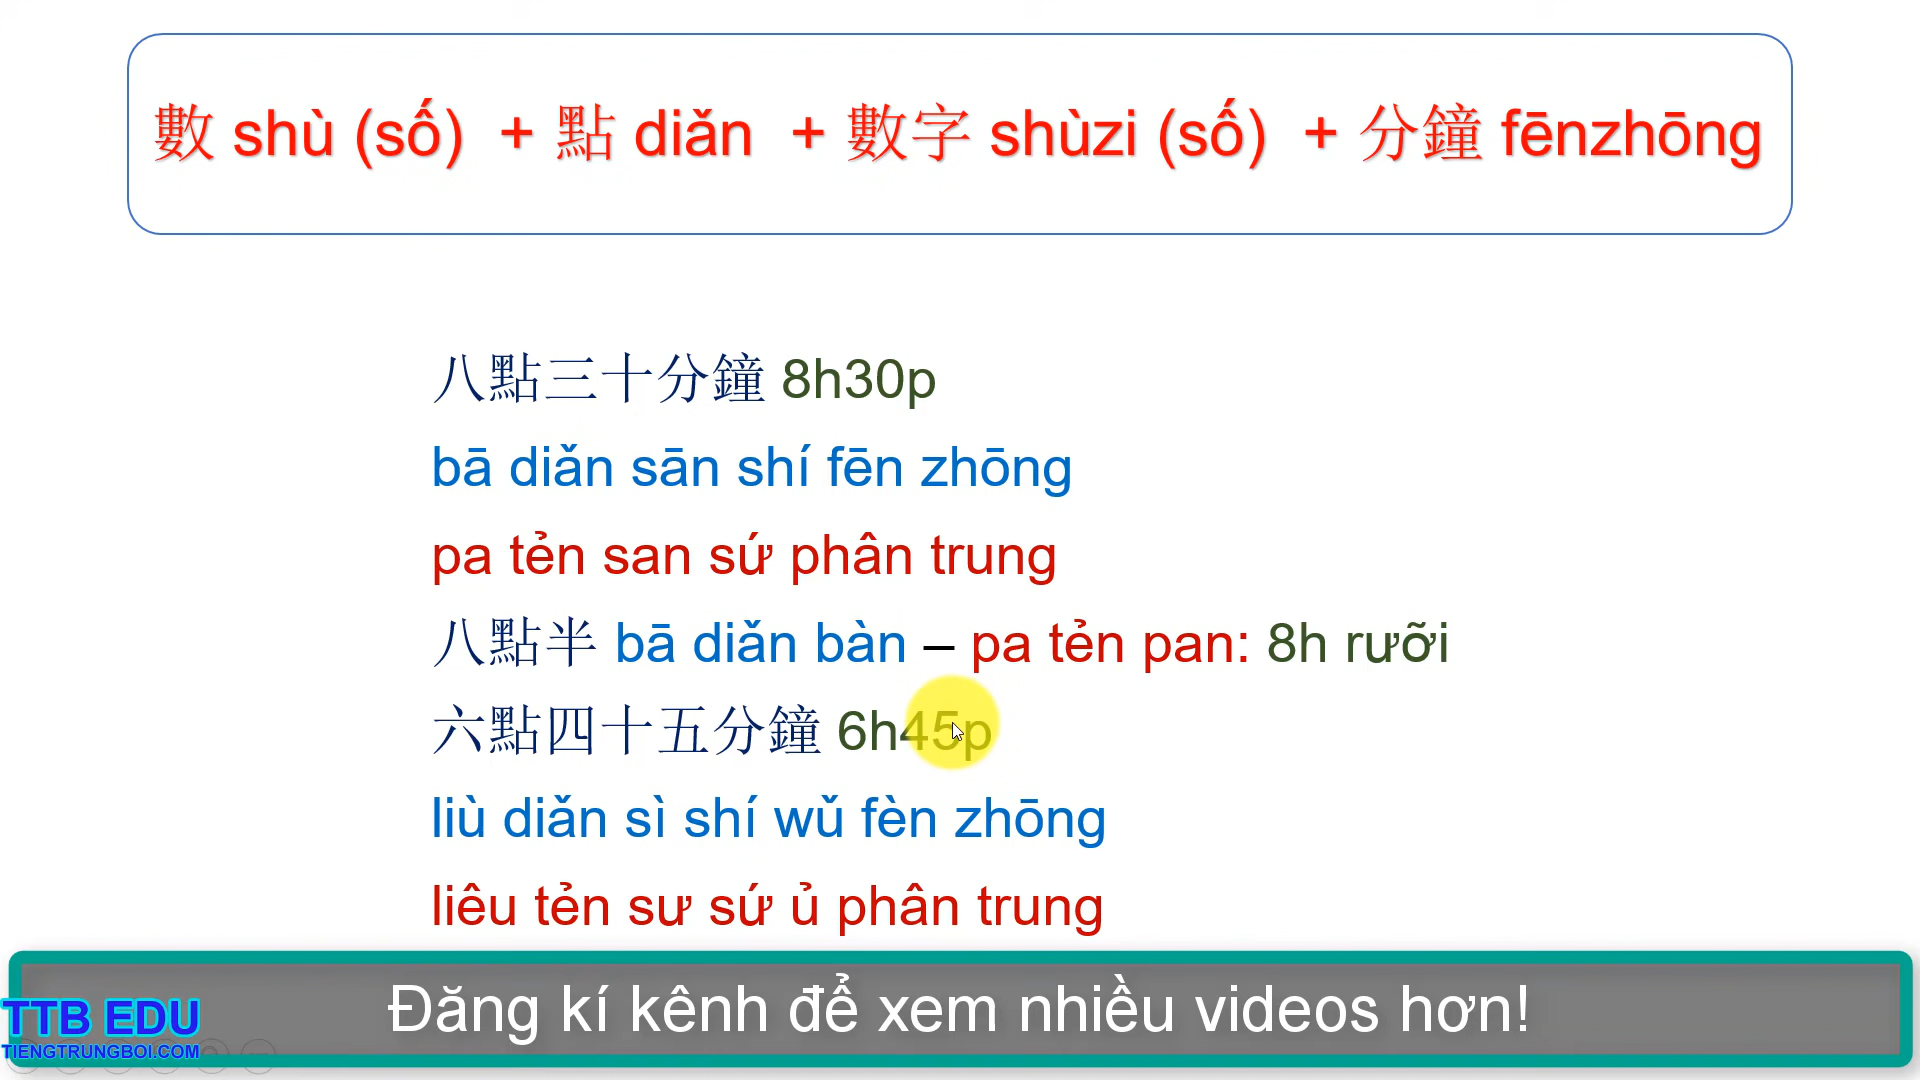 數 shù (số) + 點 diǎn + 數字 shùzi (số) + 分鐘 fēnzhōng
八點三十分鐘 8h30p
bā diǎn sān shí fēn zhōng
pa tẻn san sứ phân trung
八點半 bā diǎn bàn – pa tẻn pan: 8h rưỡi
六點四十五分鐘 6h45p
liù diǎn sì shí wǔ fèn zhōng
liêu tẻn sư sứ ủ phân trung
Đăng kí kênh để xem nhiều videos hơn!
TTB EDU
TIENGTRUNGBOI.COM